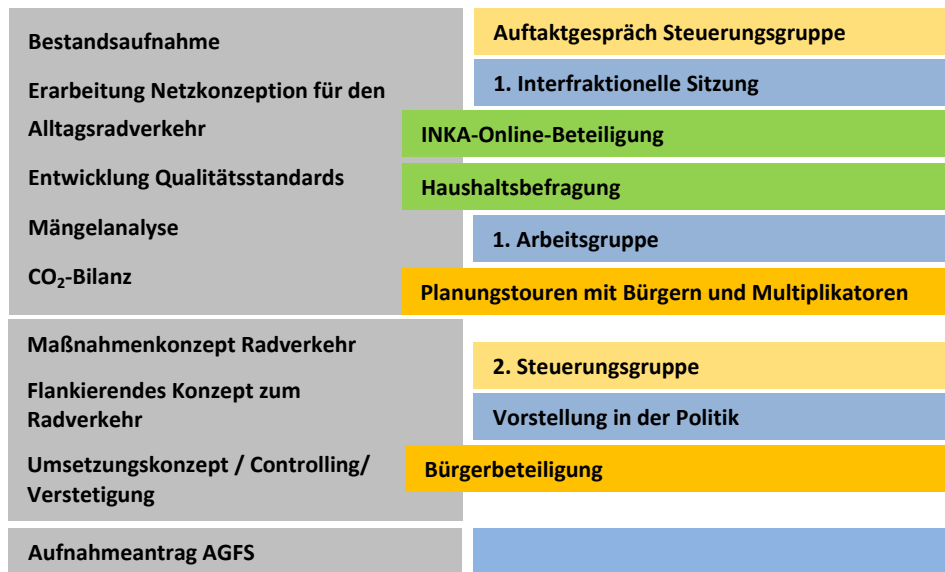 Bestandsaufnahme
Erarbeitung Netzkonzeption für den
Alltagsradverkehr
Entwicklung Qualitätsstandards
Mängelanalyse
CO₂-Bilanz
Auftaktgespräch Steuerungsgruppe
1. Interfraktionelle Sitzung
INKA-Online-Beteiligung
Haushaltsbefragung
1. Arbeitsgruppe
Planungstouren mit Bürgern und Multiplikatoren
Maßnahmenkonzept Radverkehr
Flankierendes Konzept zum
Radverkehr
Umsetzungskonzept / Controlling/
Verstetigung
2. Steuerungsgruppe
Vorstellung in der Politik
Bürgerbeteiligung
Aufnahmeantrag AGFS